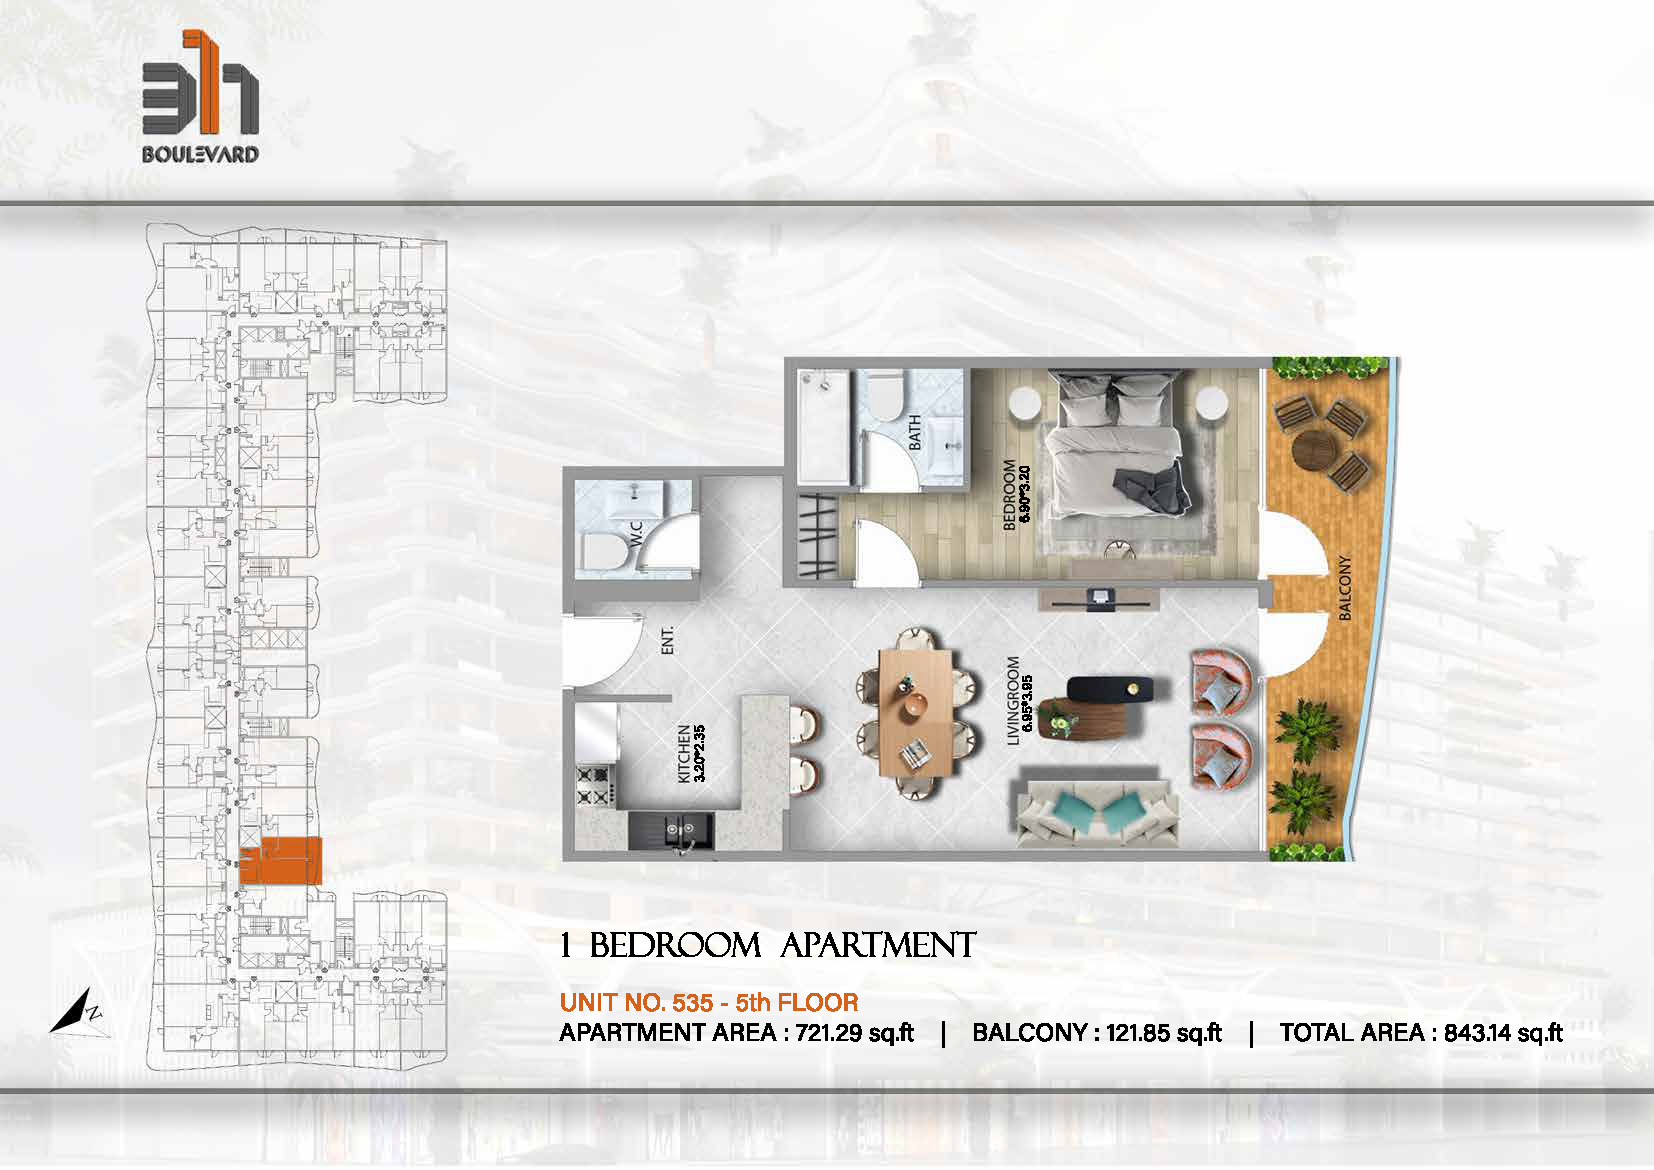 311
BOULEVARD
BATH
BEDROOM
6.90*3.20
W.C
BALCONY
ENT.
LIVINGROOM
6.95*3.95
KITCHEN
3.20*2.35
N
1 BEDROOM APARTMENT
UNIT NO. 535 - 5th FLOOR
APARTMENT AREA : 721.29 sq.ft | BALCONY : 121.85 sq.ft | TOTAL AREA : 843.14 sq.ft